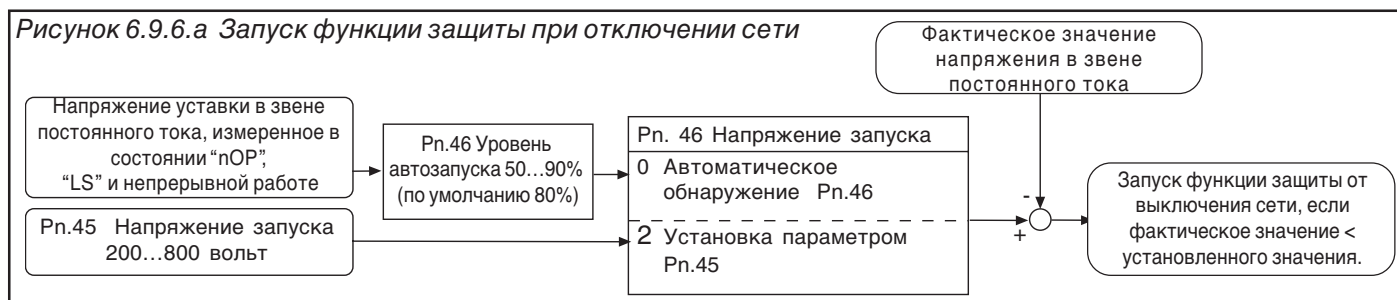 Рисунок 6.9.6.a Запуск функции защиты при отключении сети
Фактическое значение
напряжения в звене
постоянного тока
Напряжение уставки в звене
постоянного тока, измеренное в
состоянии “nOP”,
“LS” и непрерывной работе
Pn.46 Уровень
автозапуска 50...90%
(по умолчанию 80%)
Pn. 46 Напряжение запуска
0 Автоматическое
обнаружение Pn.46
2 Установка параметром
Pn.45
Pn.45 Напряжение запуска
200...800 вольт
-
+
Запуск функции защиты от
выключения сети, если
фактическое значение <
установленного значения.